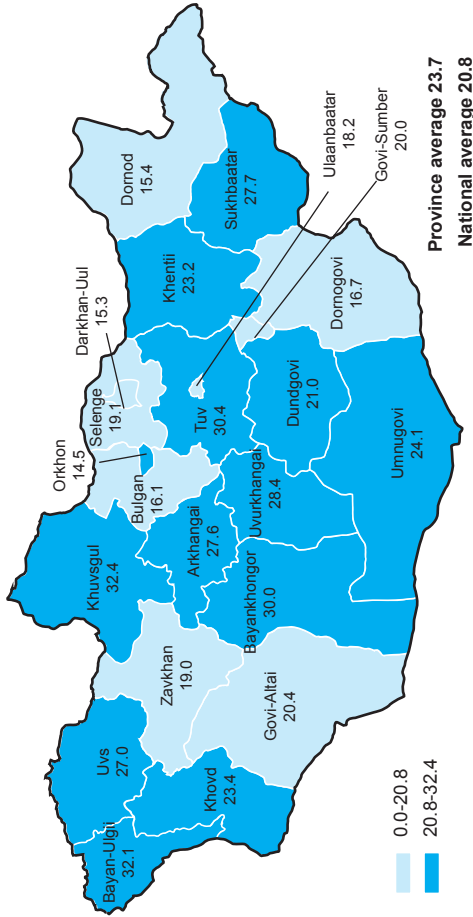 Bayan-Ulgii
32.1
Uvs
27.0
Khovd
23.4
Zavkhan
19.0
Govi-Altai
20.4
Khuvsgul
32.4
Arkhangai
27.6
Bayankhongor
30.0
Orkhon
14.5
Bulgan
16.1
Uvurkhangai
28.4
Selenge
19.1
Darkhan-Uul
15.3
Tuv
30.4
Dundgovi
21.0
Umnugovi
24.1
Khentii
23.2
Dornod
15.4
Sukhbaatar
27.7
Dornogovi
16.7
Ulaanbaatar
18.2
Govi-Sumber
20.0
0.0-20.8
20.8-32.4
Province average 23.7
National average 20.8